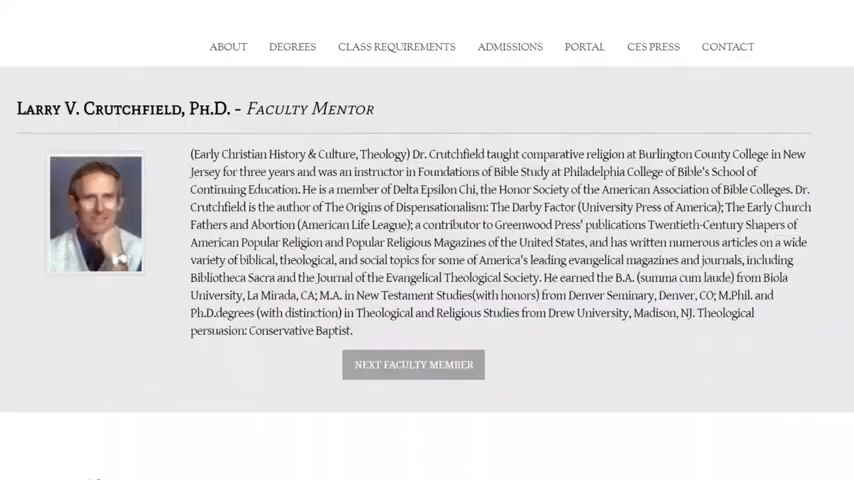 ABOUT DEGREES CLASS REQUIREMENTS ADMISSIONS PORTAL CES PRESS CONTACT
Larry V. Crutchfield, Ph.D. - Faculty Mentor
(Early Christian History & Culture, Theology) Dr. Crutchfield taught comparative religion at Burlington County College in New
Jersey for three years and was an instructor in Foundations of Bible Study at Philadelphia College of Bible's School of
Continuing Education. He is a member of Delta Epsilon Chi, the Honor Society of the American Association of Bible Colleges. Dr.
Crutchfield is the author of The Origins of Dispensationalism: The Darby Factor (University Press of America); The Early Church
Fathers and Abortion (American Life League); a contributor to Greenwood Press' publications Twentieth-Century Shapers of
American Popular Religion and Popular Religious Magazines of the United States, and has written numerous articles on a wide
variety of biblical, theological, and social topics for some of America's leading evangelical magazines and journals, including
Bibliotheca Sacra and the Journal of the Evangelical Theological Society. He earned the B.A. (summa cum laude) from Biola
University, La Mirada, CA; M.A. in New Testament Studies(with honors) from Denver Seminary, Denver, CO; M.Phil. and
Ph.D.degrees (with distinction) in Theological and Religious Studies from Drew University, Madison, NJ. Theological
persuasion: Conservative Baptist.
NEXT FACULTY MEMBER